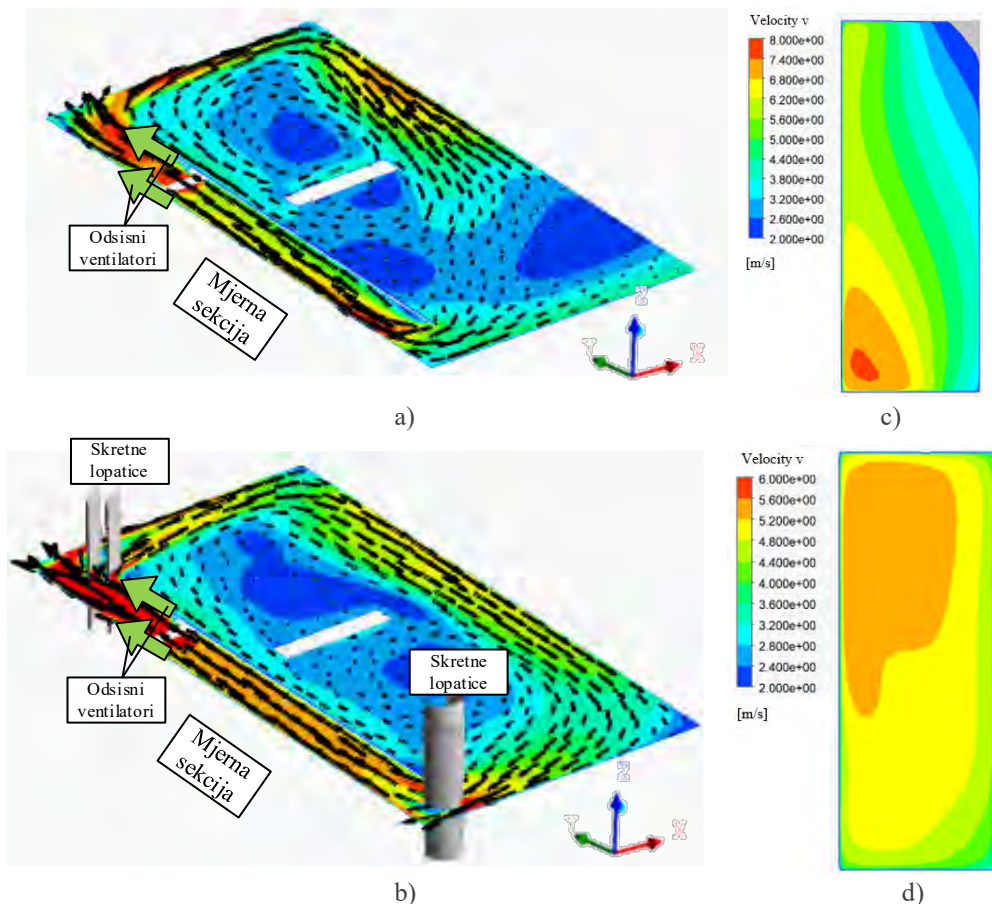 Odsisni
ventilatori
Mjerna
sekcija
Z
Y
X
a)
Velocity v
8.000e+00
7.400e+00
6.800e+00
6.200e+00
5.000e+00
4.400e+00
3.800e+00
3.200e+00
2.600e+00
2.000e+00
[m/s]
c)
Skretne
lopatice
Odsisni
ventilatori
Mjerna
sekcija
Skretne
lopatice
Z
Y
X
b)
Velocity v
6.000e+00
5.600e+00
5.200e+00
4.800e+00
4.400e+00
4.000e+00
3.600e+00
3.200e+00
2.800e+00
2.400e+00
2.000e+00
[m/s]
d)